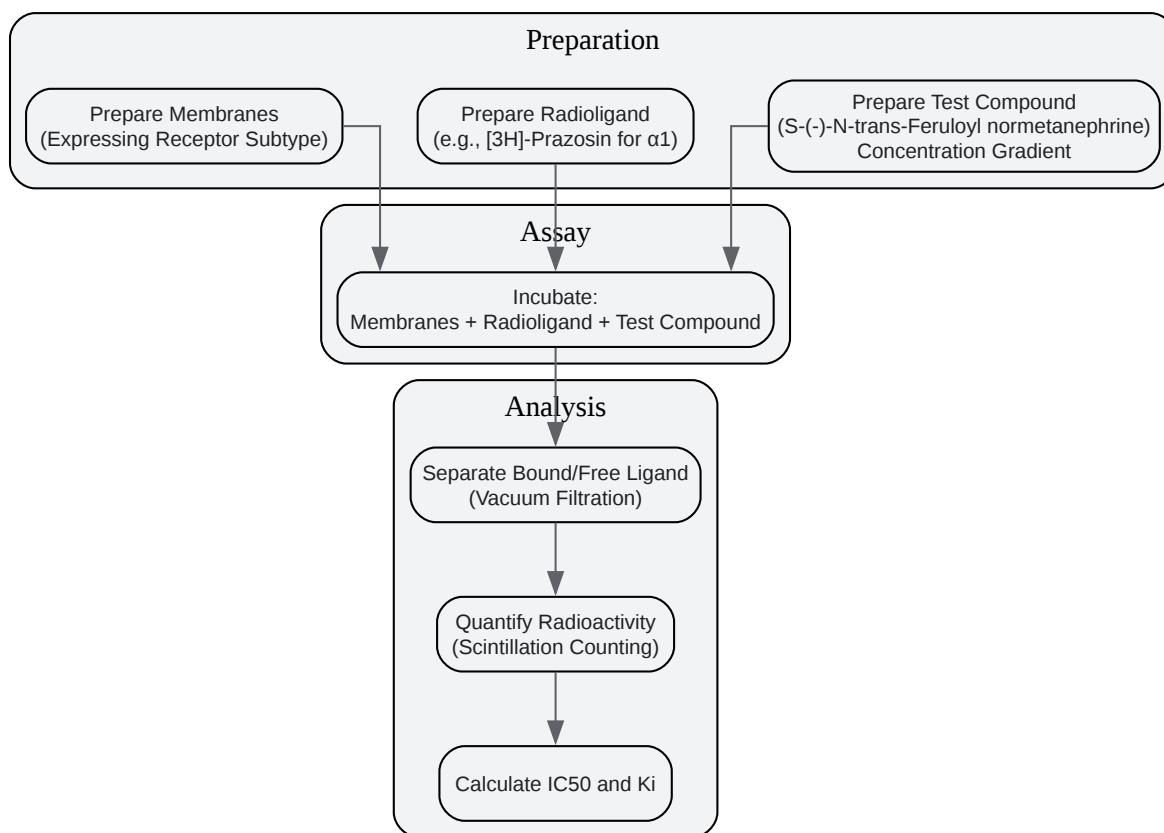 Preparation
Prepare Membranes
(Expressing Receptor Subtype)
Prepare Radioligand
(e.g., [3H]-Prazosin for α1)
Prepare Test Compound
(S-(-)-N-trans-Feruloyl normetanephrine)
Concentration Gradient
Assay
Incubate:
Membranes + Radioligand + Test Compound
Analysis
Separate Bound/Free Ligand
(Vacuum Filtration)
Quantify Radioactivity
(Scintillation Counting)
Calculate IC50 and Ki